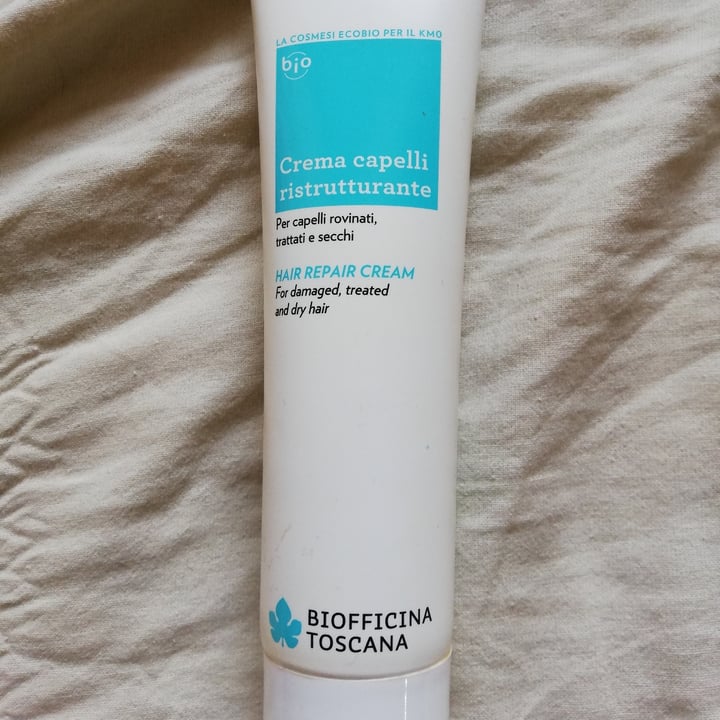 LA COSMESI ECOBIO PER IL KM0
bio
Crema capelli
ristrutturante
Per capelli rovinati,
trattati e secchi
HAIR REPAIR CREAM
For damaged, treated
and dry hair
BIOFFICINA
TOSCANA